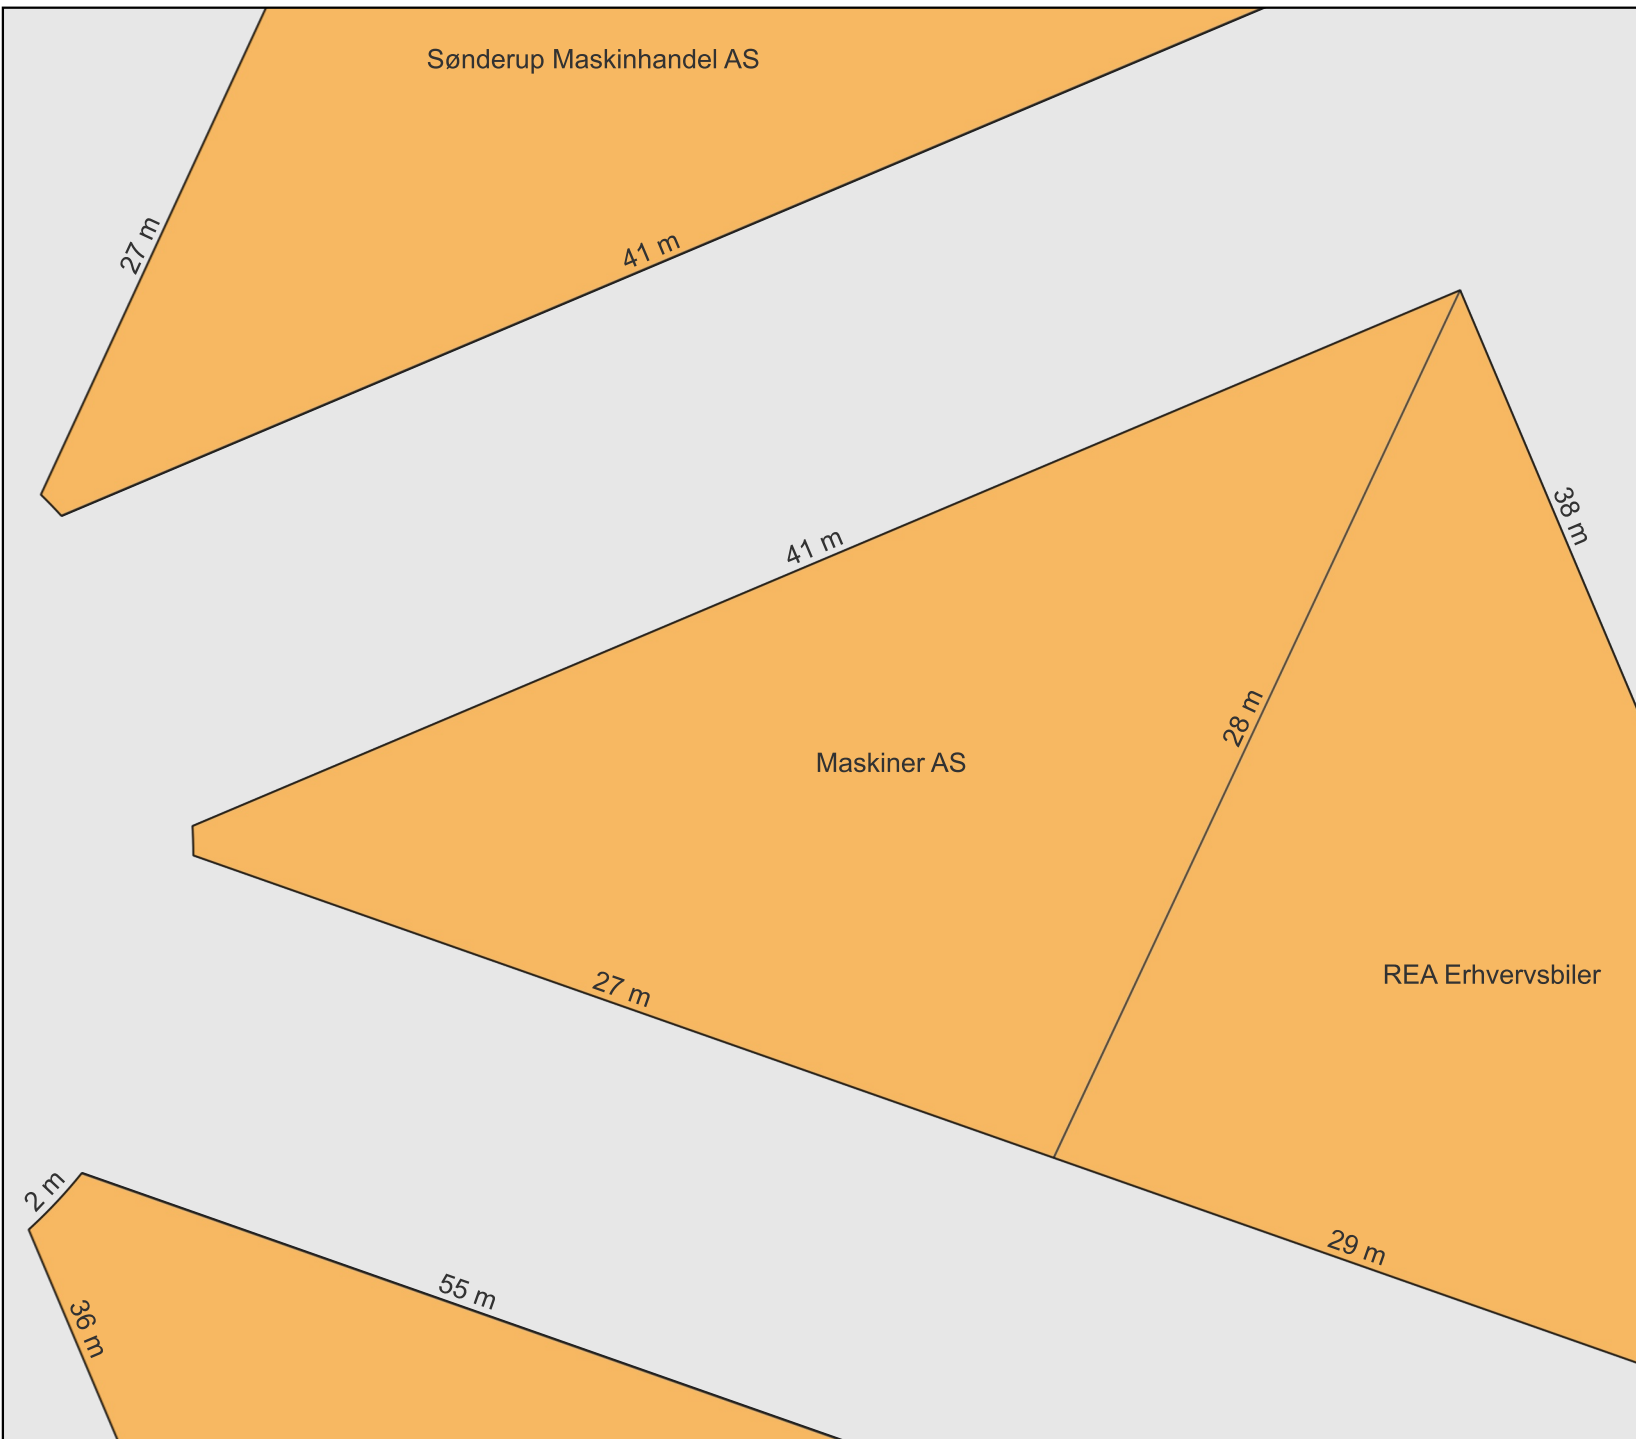 Sønderup Maskinhandel AS
27 m
41 m
41 m
38 m
28 m
Maskiner AS
REA Erhvervsbiler
27 m
2 m
29 m
55 m
36 m